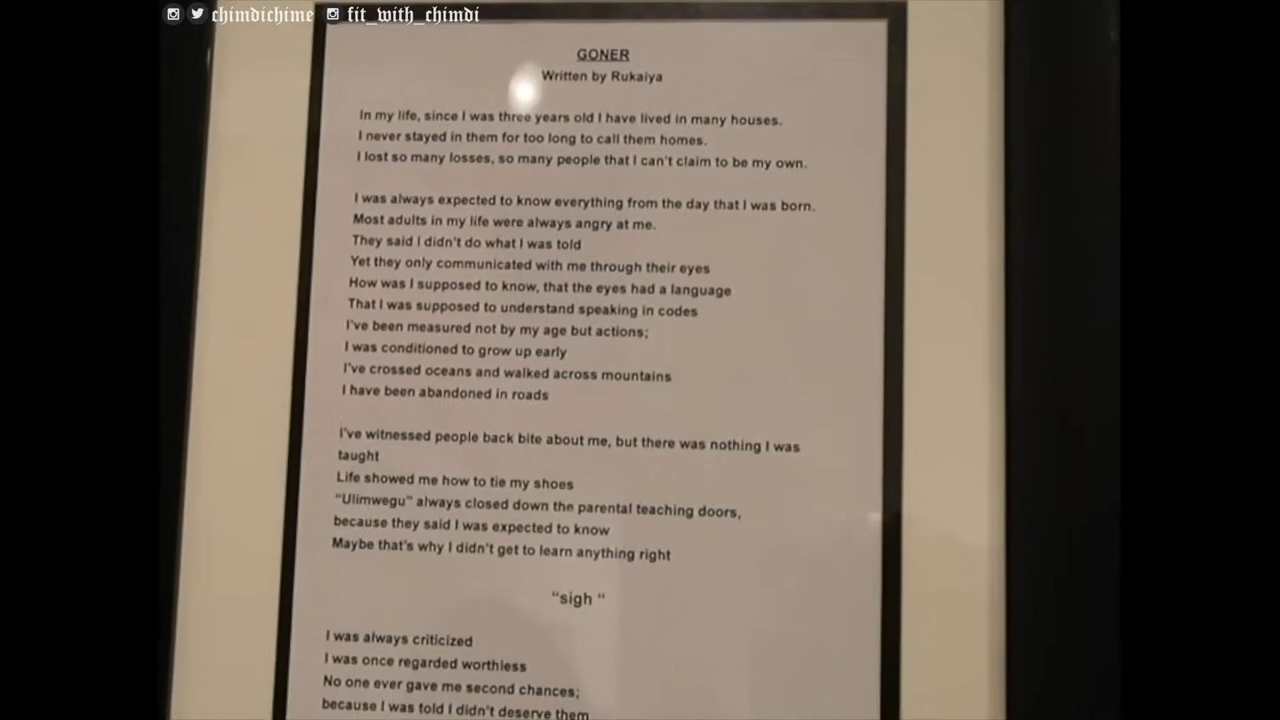 chimdichime fit_with_chimdi
GONER
Written by Rukaiya
In my life, since I was three years old I have lived in many houses.
I never stayed in them for too long to call them homes.
I lost so many losses, so many people that I can't claim to be my own.
I was always expected to know everything from the day that I was born.
Most adults in my life were always angry at me.
They said I didn't do what I was told
Yet they only communicated with me through their eyes
How was I supposed to know, that the eyes had a language
That I was supposed to understand speaking in codes
I've been measured not by my age but actions;
I was conditioned to grow up early
I've crossed oceans and walked across mountains
I have been abandoned in roads
I've witnessed people back bite about me, but there was nothing I was
taught
Life showed me how to tie my shoes
"Ulimwegu" always closed down the parental teaching doors,
because they said I was expected to know
Maybe that's why I didn't get to learn anything right
"sigh "
I was always criticized
I was once regarded worthless
No one ever gave me second chances;
because I was told I didn't deserve them